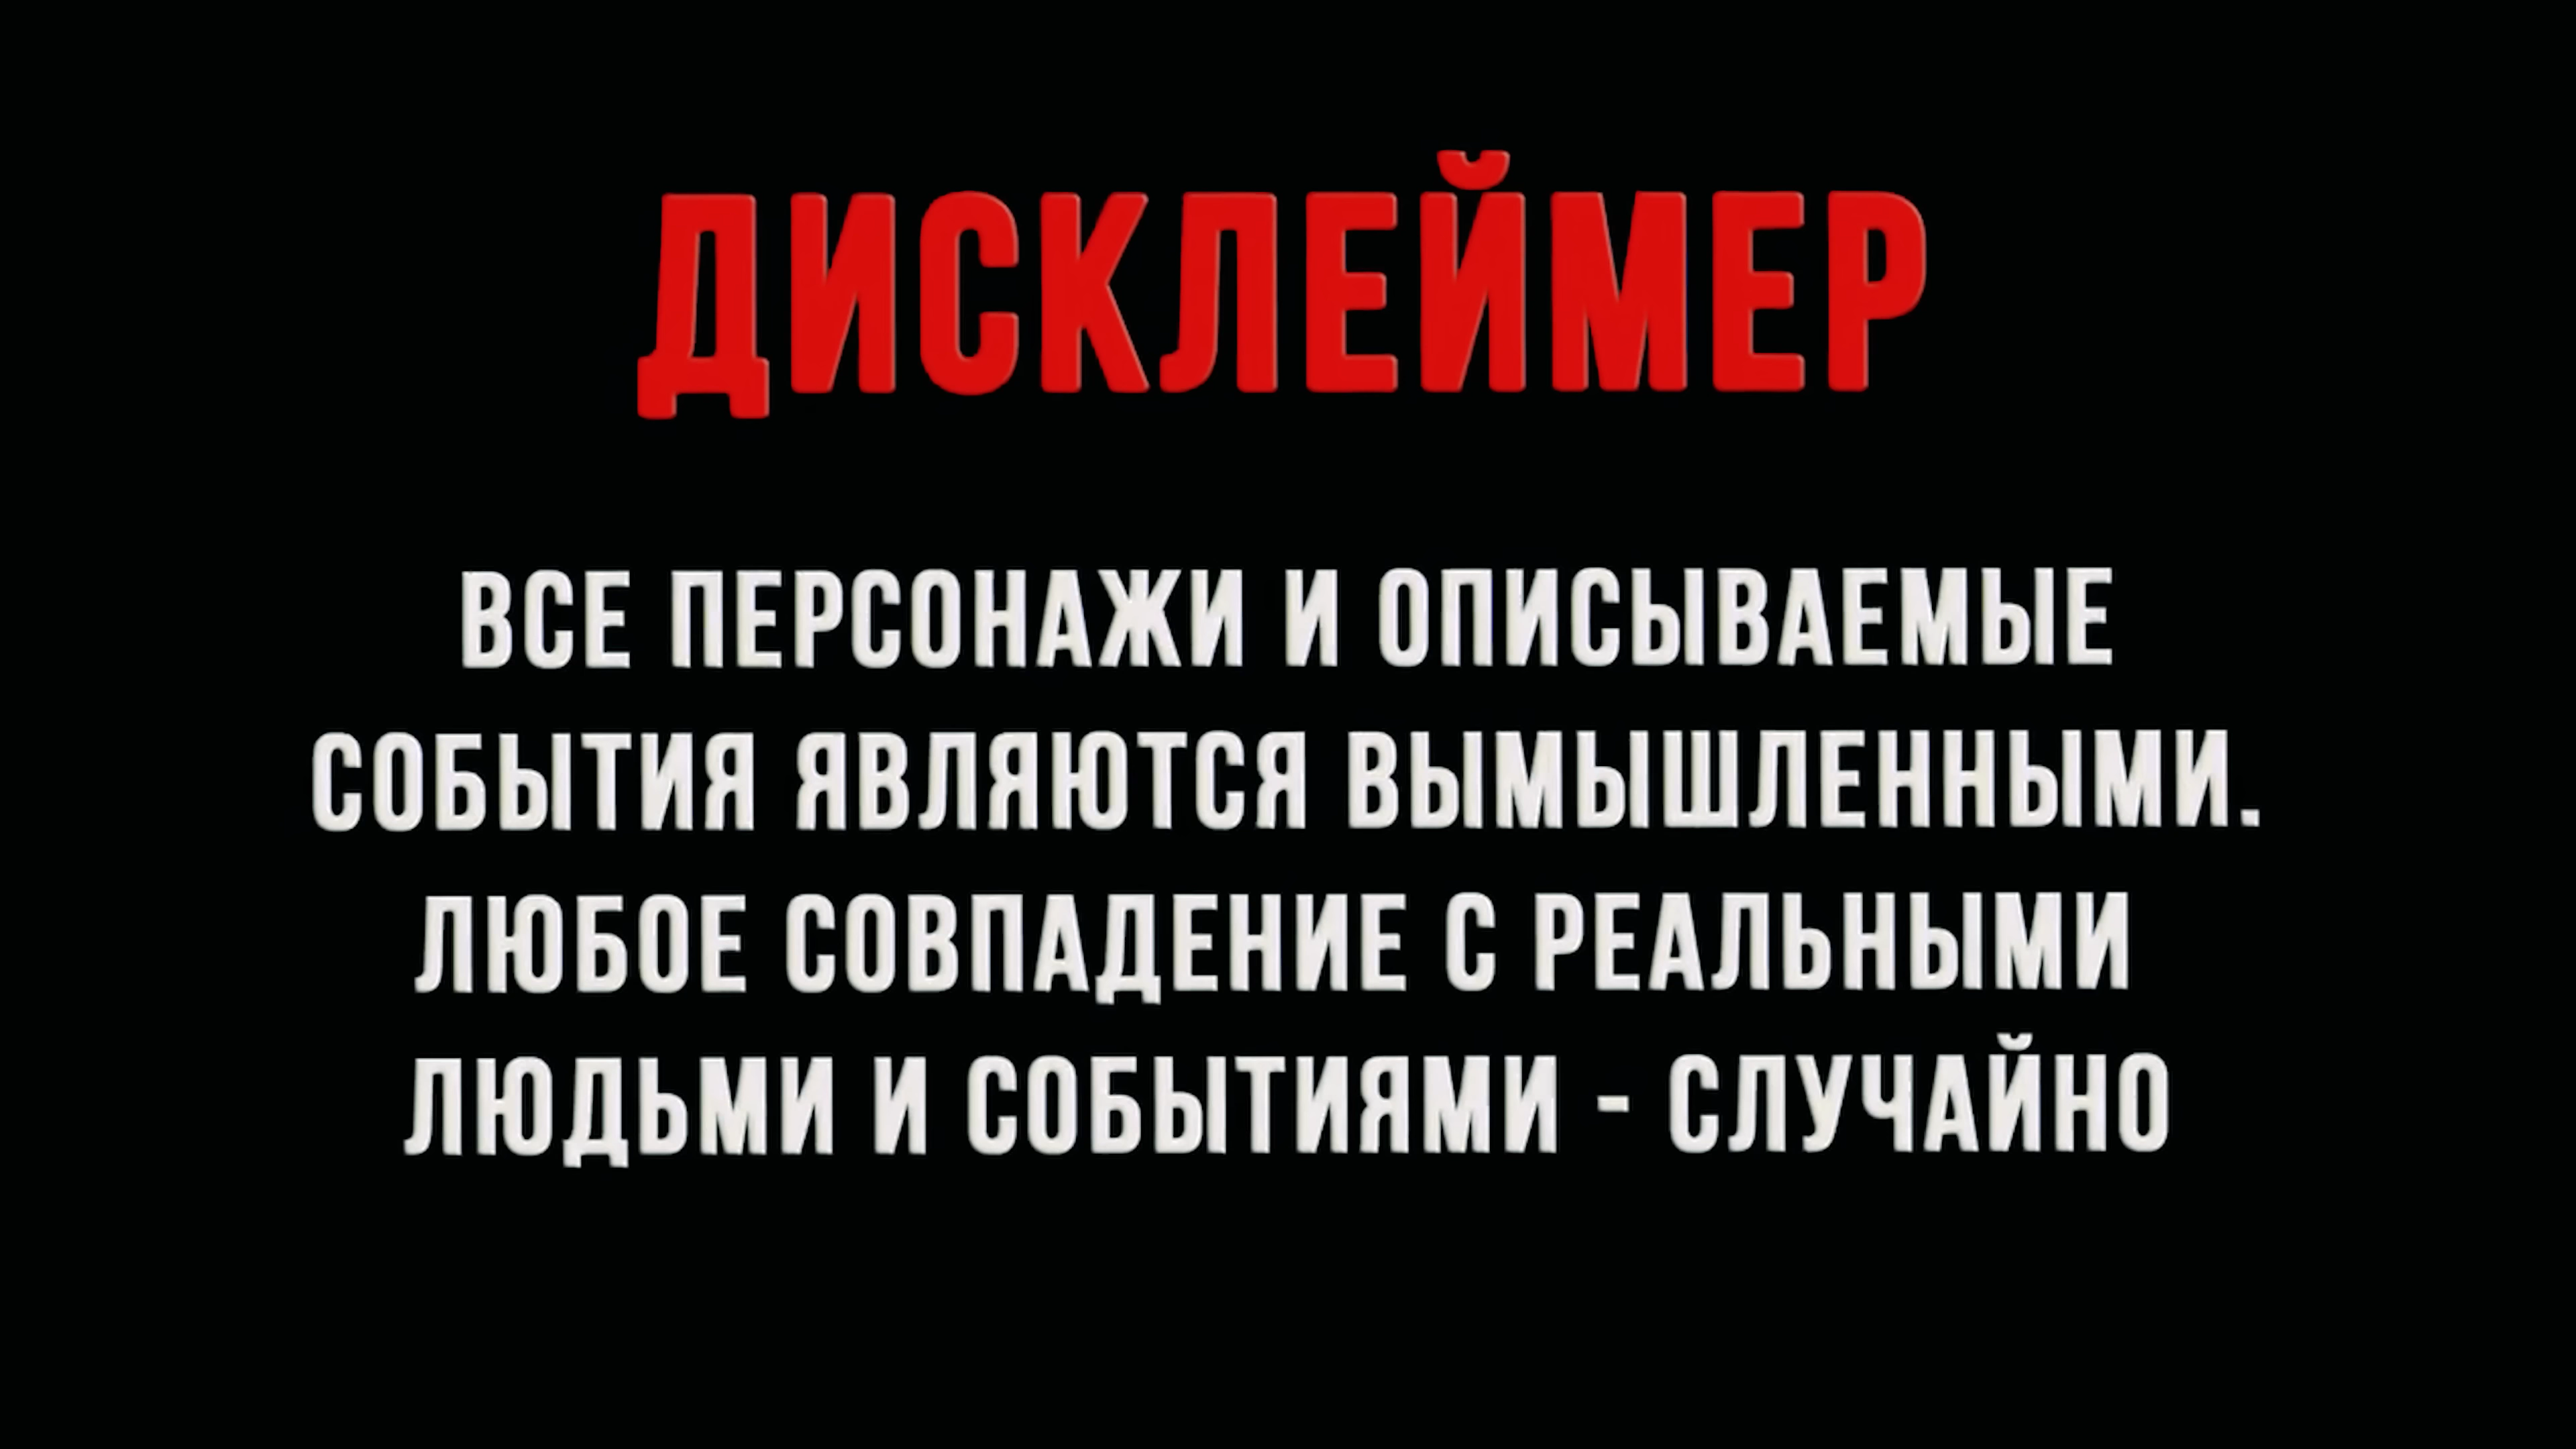 ДИСКЛЕЙМЕР
ВСЕ ПЕРСОНАЖИ И ОПИСЫВАЕМЫЕ
СОБЫТИЯ ЯВЛЯЮТСЯ ВЫМЫШЛЕННЫМИ.
ЛЮБОЕ СОВПАДЕНИЕ С РЕАЛЬНЫМИ
ЛЮДЬМИ И СОБЫТИЯМИ - СЛУЧАЙНО